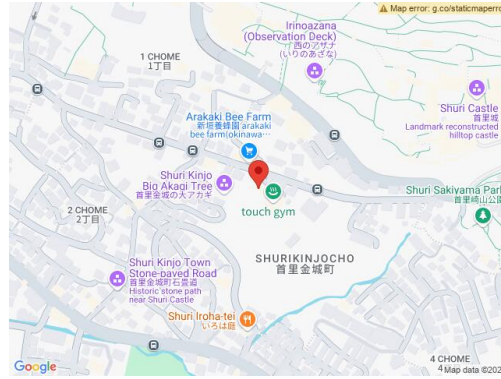 Map error: g.co/staticmaperro
Irinoazana
(Observation Deck)
西のアザナ
(いりのあざな)
1 CHOME
1丁目
Shuri Castle
首里城
Landmark reconstructed
hilltop castle
Arakaki Bee Farm
新垣養蜂園 arakaki
bee farm(okinawa…
Shuri Kinjo
Big Akagi Tree
首里金城の大アカギ
Shuri Sakiyama Park
首里崎山公園
touch gym
2 CHOME
2丁目
SHURIKINJOCHO
首里金城町
Shuri Kinjo Town
Stone-paved Road
首里金城町石畳道
Historic stone path
near Shuri Castle
Shuri Iroha-tei
いろは庭
4 CHOME
4
Google
Map data ©202